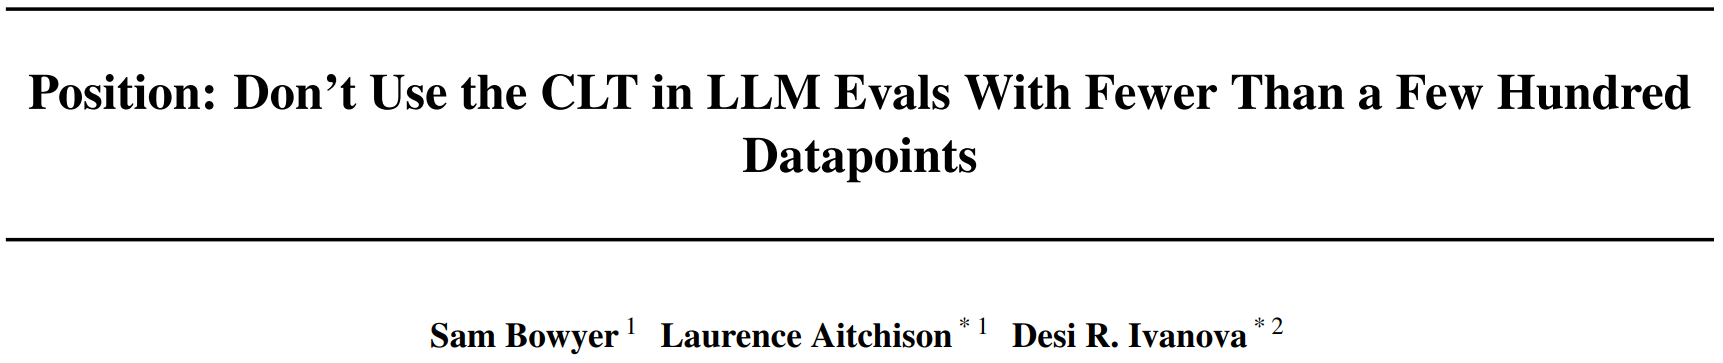 Position: Don't Use the CLT in LLM Evals With Fewer Than a Few Hundred
Datapoints
Sam Bowyer 1 Laurence Aitchison * 1 Desi R. Ivanova * 2